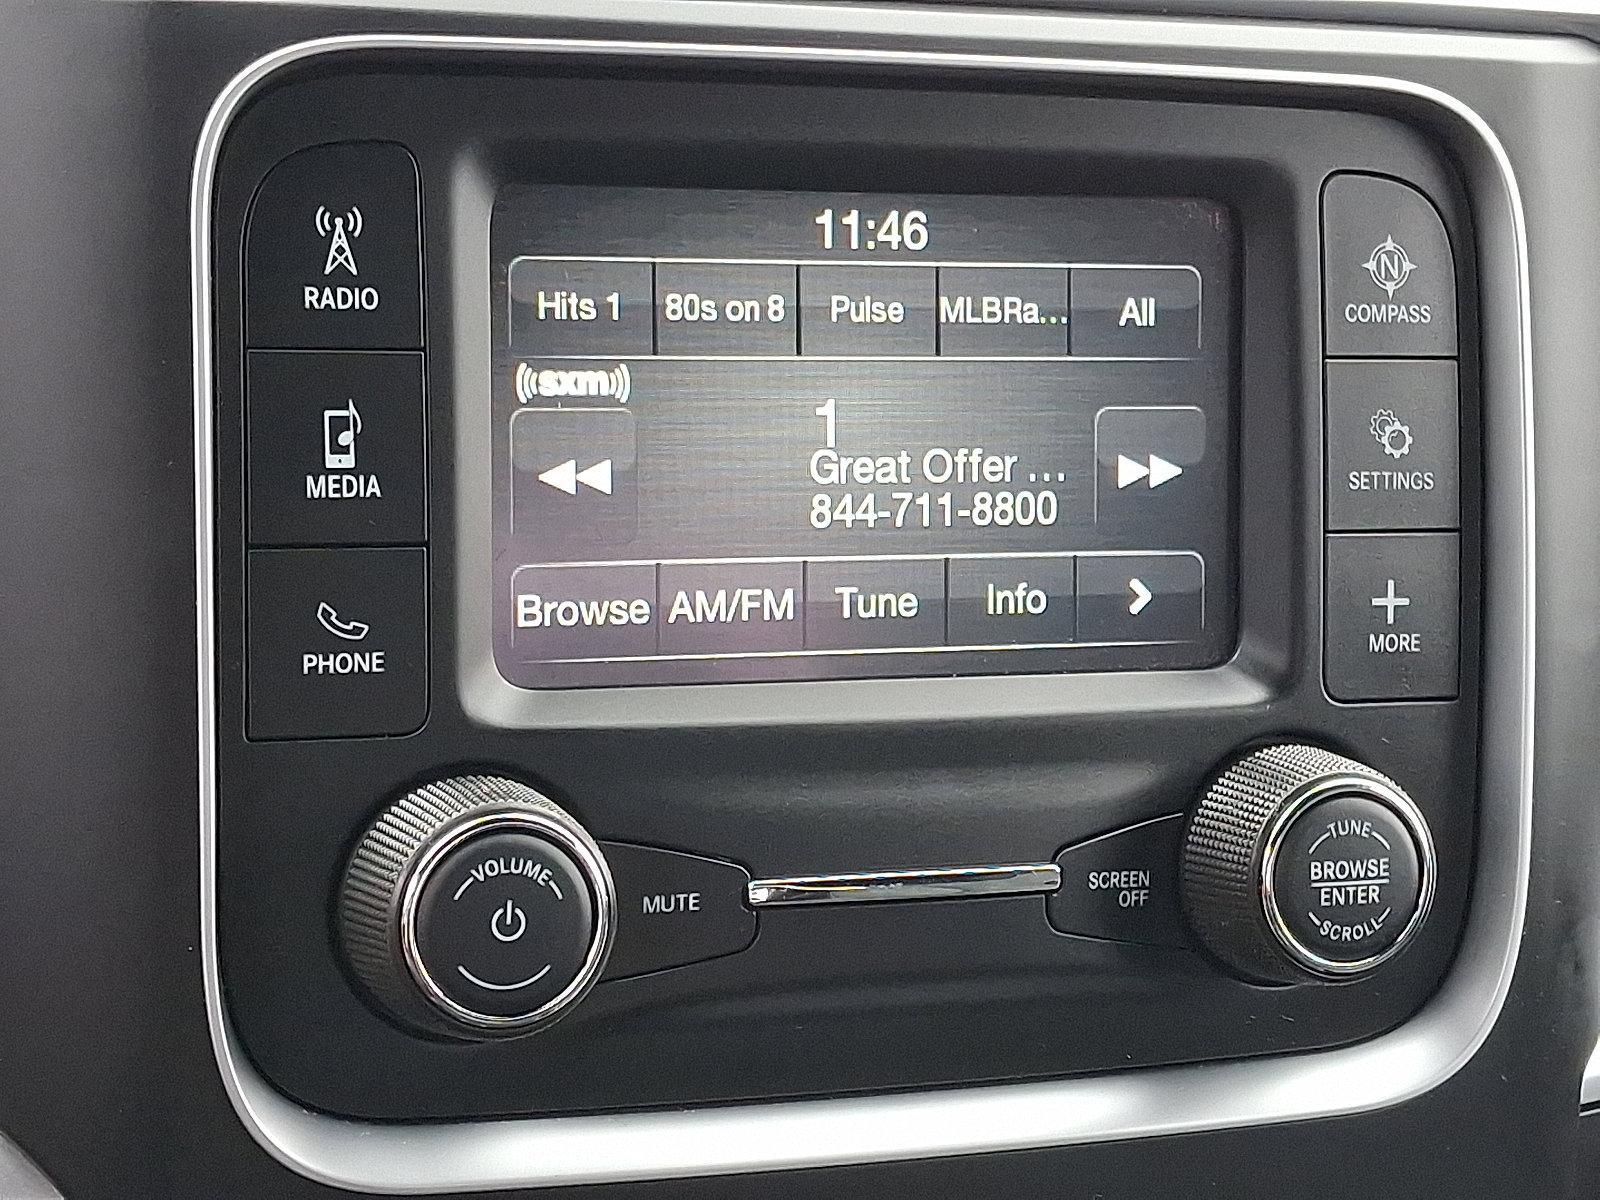 11:46
Hits 1 80s on 8 Pulse MLBRa... All
sxm
1
Great Offer ...
844-711-8800
Browse AM/FM Tune Info >
RADIO
MEDIA
PHONE
N
COMPASS
SETTINGS
MORE
VOLUME
MUTE
SCREEN
OFF
TUNE
BROWSE
ENTER
SCROLL